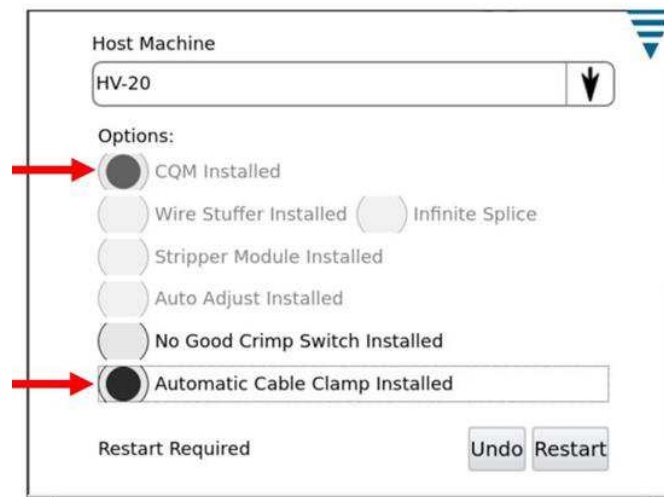 Host Machine
HV-20
Options:
CQM Installed
Wire Stuffer Installed Infinite Splice
Stripper Module Installed
Auto Adjust Installed
No Good Crimp Switch Installed
Automatic Cable Clamp Installed
Restart Required Undo Restart